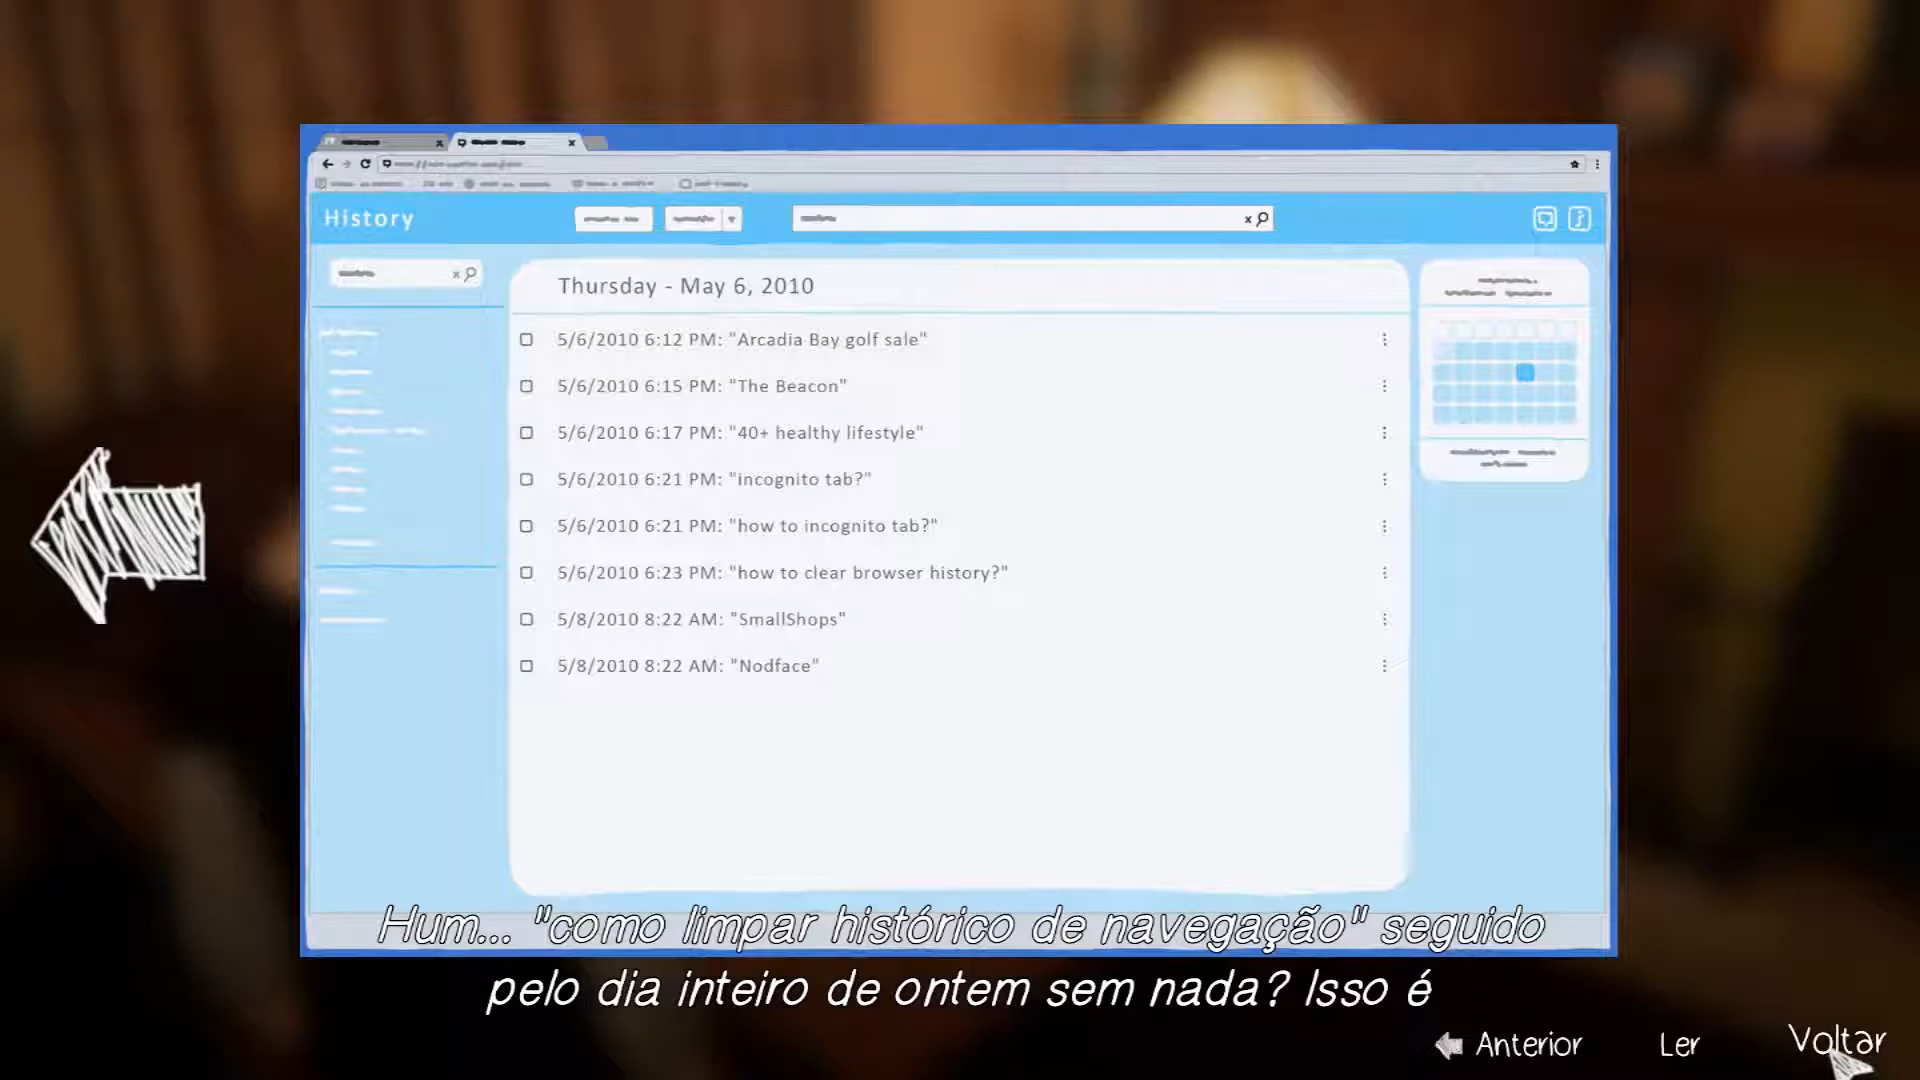 History
Thursday - May 6, 2010
5/6/2010 6:12 PM: "Arcadia Bay golf sale"
5/6/2010 6:15 PM: "The Beacon"
5/6/2010 6:17 PM: "40+ healthy lifestyle"
5/6/2010 6:21 PM: "incognito tab?"
5/6/2010 6:21 PM: "how to incognito tab?"
5/6/2010 6:23 PM: "how to clear browser history?"
5/8/2010 8:22 AM: "SmallShops"
5/8/2010 8:22 AM: "Nodface"
Hum... "como limpar histórico de navegação" seguido
pelo dia inteiro de ontem sem nada? Isso é
Anterior Ler Voltar